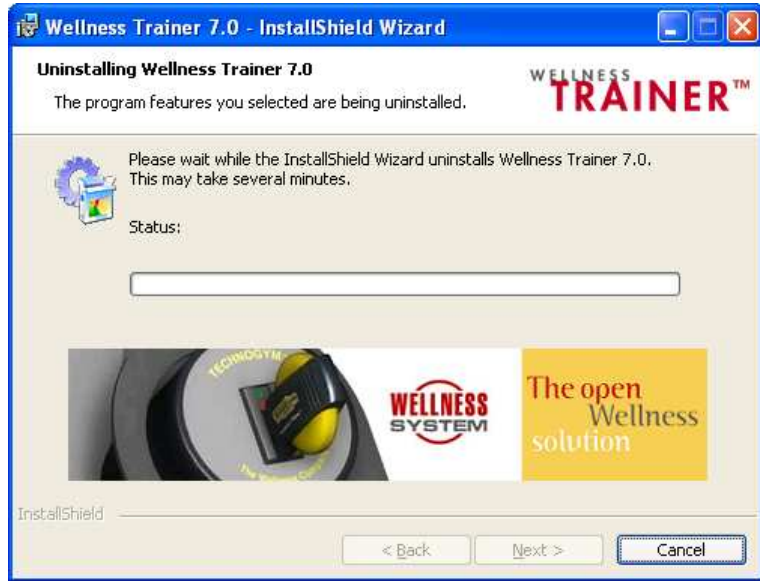 Wellness Trainer 7.0 - InstallShield Wizard
Uninstalling Wellness Trainer 7.0
The program features you selected are being uninstalled.
WELLNESS
TRAINER™
Please wait while the InstallShield Wizard uninstalls Wellness Trainer 7.0.
This may take several minutes.
Status:
TECHNOGYM
The Wellness
WELLNESS
SYSTEM
The open
Wellness
solution
InstallShield
< Back
Next >
Cancel